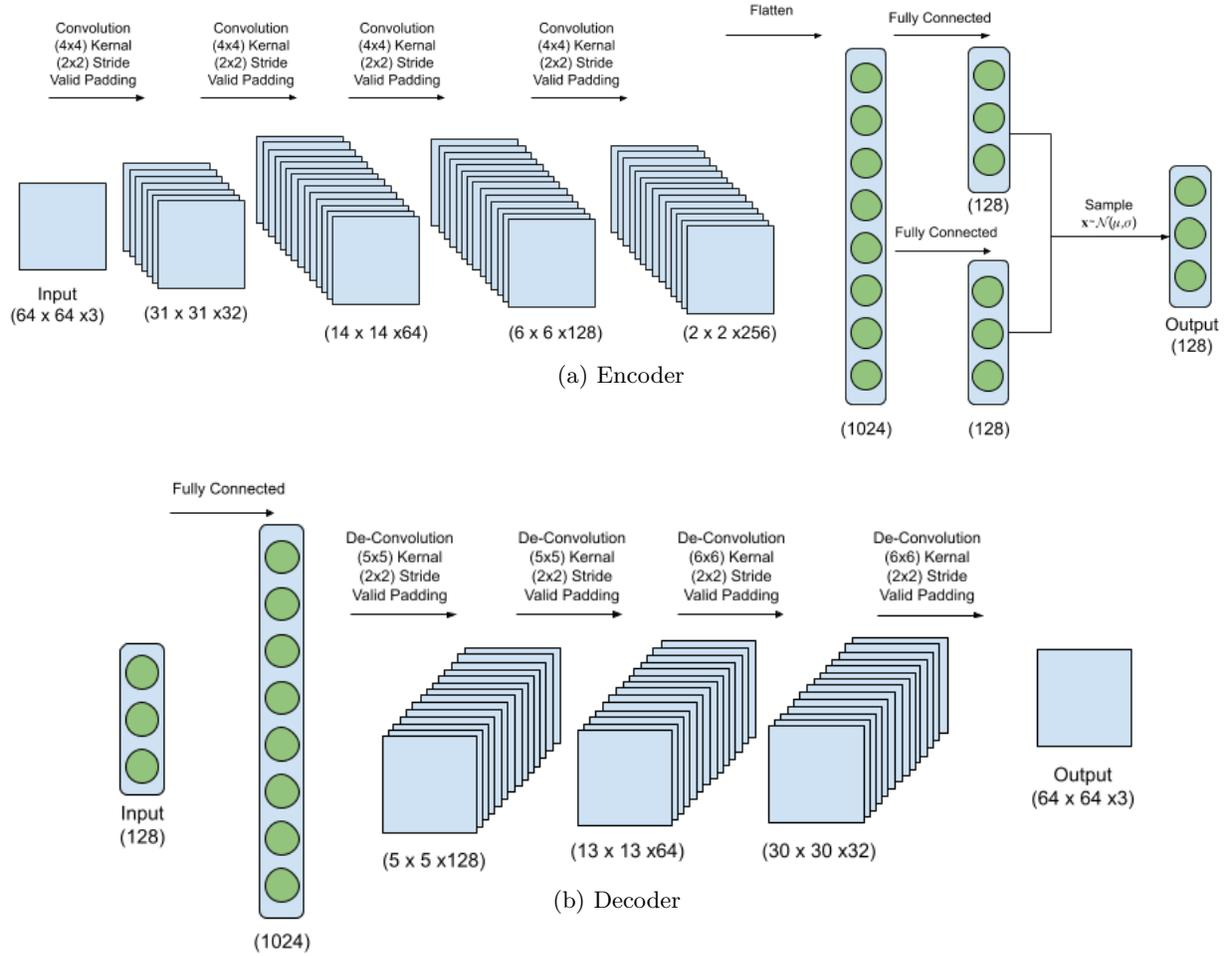 Convolution
(4x4) Kernal
(2x2) Stride
Valid Padding
Convolution
(4x4) Kernal
(2x2) Stride
Valid Padding
Convolution
(4x4) Kernal
(2x2) Stride
Valid Padding
Convolution
(4x4) Kernal
(2x2) Stride
Valid Padding
Flatten
Fully Connected
Input
(64 x 64 x3)
(31 x 31 x32)
(14 x 14 x64)
(6 x 6 x128)
(2 x 2 x256)
(1024)
(128)
Fully Connected
(128)
Sample
x~𝒩(μ,σ)
Output
(128)
(a) Encoder
Fully Connected
Input
(128)
(1024)
De-Convolution
(5x5) Kernal
(2x2) Stride
Valid Padding
De-Convolution
(5x5) Kernal
(2x2) Stride
Valid Padding
De-Convolution
(6x6) Kernal
(2x2) Stride
Valid Padding
De-Convolution
(6x6) Kernal
(2x2) Stride
Valid Padding
(5 x 5 x128)
(13 x 13 x64)
(30 x 30 x32)
Output
(64 x 64 x3)
(b) Decoder